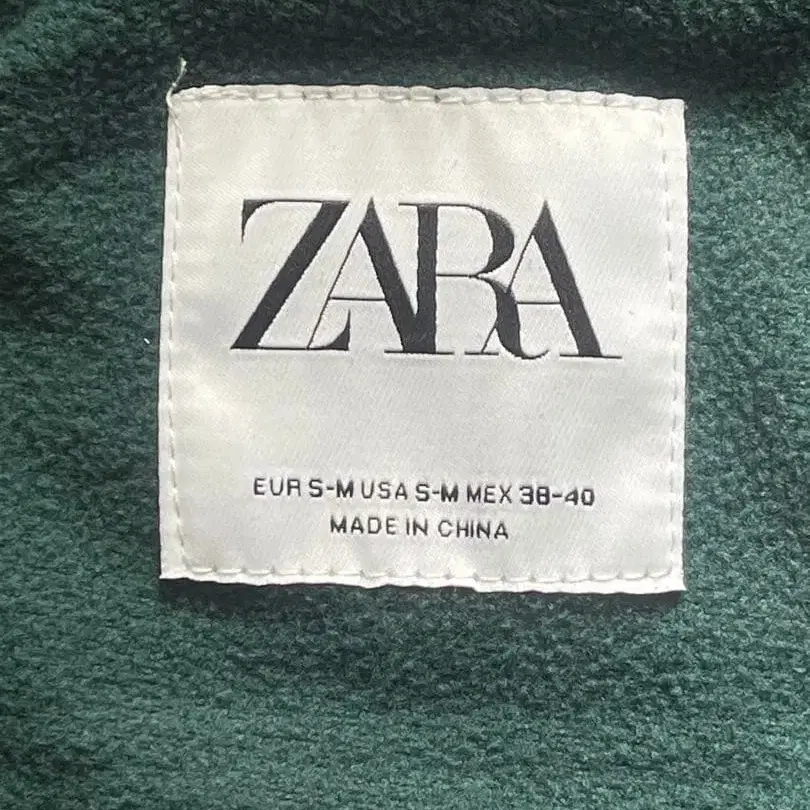 ZARA
EUR S-M USA S-M MEX 38-40
MADE IN CHINA